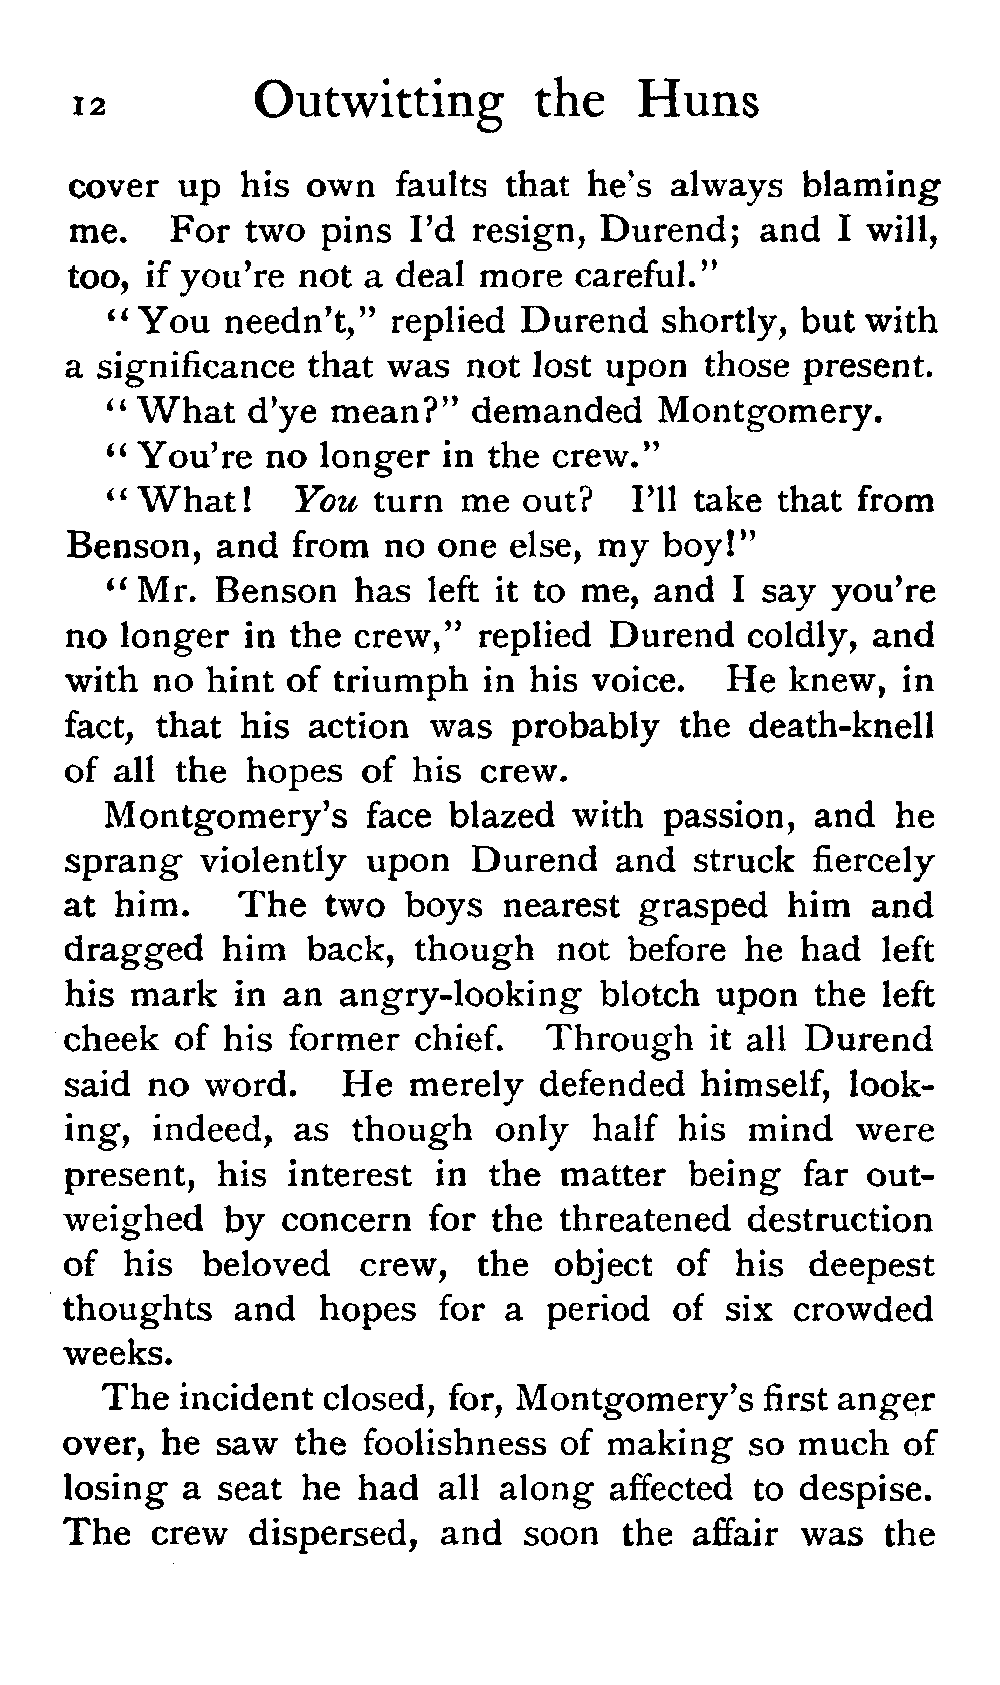 12 Outwitting the Huns
cover up his own faults that he's always blaming
me. For two pins I'd resign, Durend; and I will,
too, if you're not a deal more careful."
"You needn't," replied Durend shortly, but with
a significance that was not lost upon those present.
"What d'ye mean?" demanded Montgomery.
"You're no longer in the crew."
"What! You turn me out? I'll take that from
Benson, and from no one else, my boy!"
"Mr. Benson has left it to me, and I say you're
no longer in the crew," replied Durend coldly, and
with no hint of triumph in his voice. He knew, in
fact, that his action was probably the death-knell
of all the hopes of his crew.
Montgomery's face blazed with passion, and he
sprang violently upon Durend and struck fiercely
at him. The two boys nearest grasped him and
dragged him back, though not before he had left
his mark in an angry-looking blotch upon the left
cheek of his former chief. Through it all Durend
said no word. He merely defended himself, look-
ing, indeed, as though only half his mind were
present, his interest in the matter being far out-
weighed by concern for the threatened destruction
of his beloved crew, the object of his deepest
thoughts and hopes for a period of six crowded
weeks.
The incident closed, for, Montgomery's first anger
over, he saw the foolishness of making so much of
losing a seat he had all along affected to despise.
The crew dispersed, and soon the affair was the